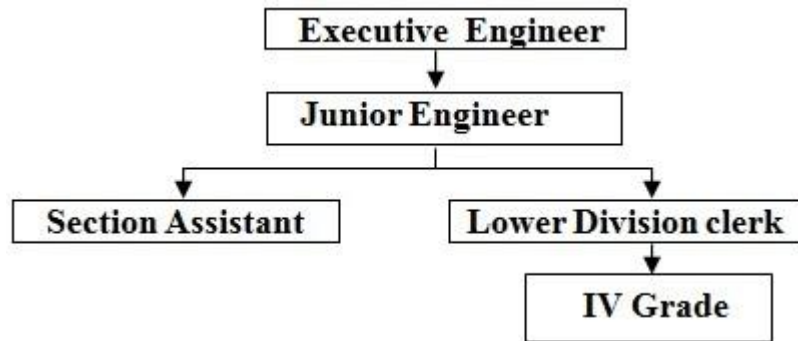 Executive Engineer
Junior Engineer
Section Assistant
Lower Division clerk
IV Grade